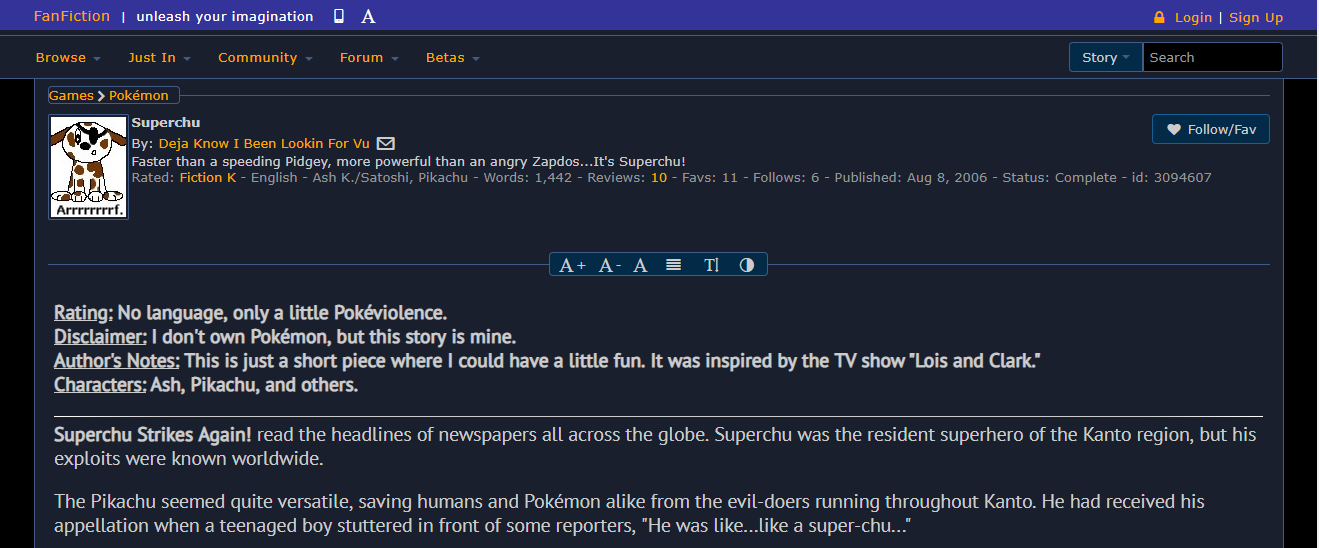 FanFiction | unleash your imagination A
Login | Sign Up
Browse Just In Community Forum Betas Story Search
Games Pokémon
Superchu
Follow/Fav
By: Deja Know I Been Lookin For Vu
Faster than a speeding Pidgey, more powerful than an angry Zapdos...It's Superchu!
Rated: Fiction K - English - Ash K./Satoshi, Pikachu - Words: 1,442 - Reviews: 10 - Favs: 11 - Follows: 6 - Published: Aug 8, 2006 - Status: Complete - id: 3094607
Arrrrrrrrf.
A+ A- A T
Rating: No language, only a little Pokéviolence.
Disclaimer: I don't own Pokémon, but this story is mine.
Author's Notes: This is just a short piece where I could have a little fun. It was inspired by the TV show "Lois and Clark."
Characters: Ash, Pikachu, and others.
Superchu Strikes Again! read the headlines of newspapers all across the globe. Superchu was the resident superhero of the Kanto region, but his
exploits were known worldwide.
The Pikachu seemed quite versatile, saving humans and Pokémon alike from the evil-doers running throughout Kanto. He had received his
appellation when a teenaged boy stuttered in front of some reporters, "He was like...like a super-chu..."